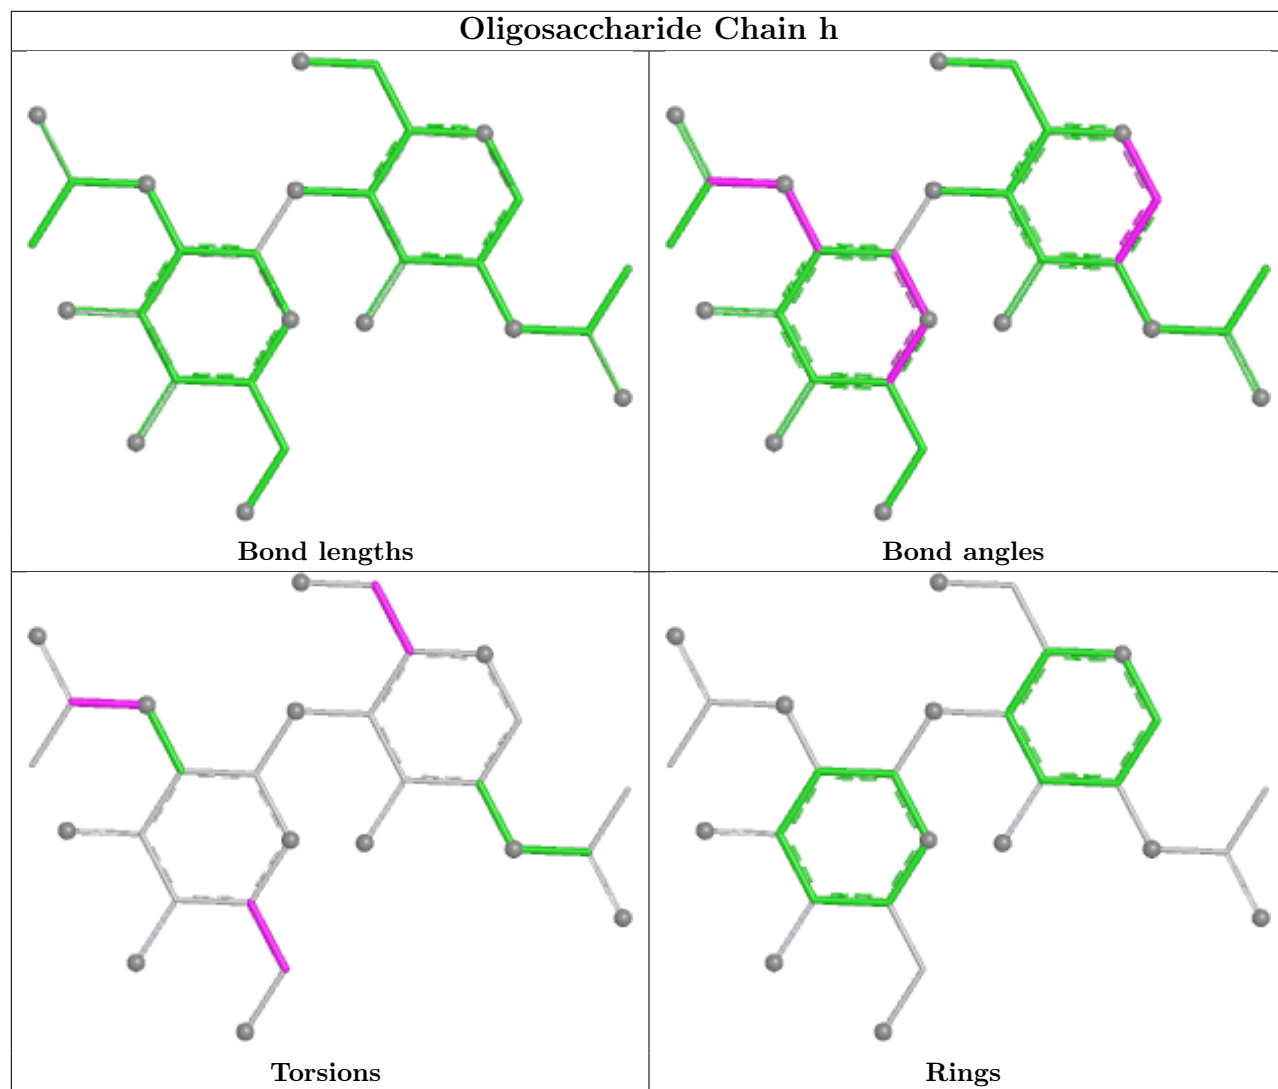 Oligosaccharide Chain h
Bond lengths
Bond angles
Torsions
Rings